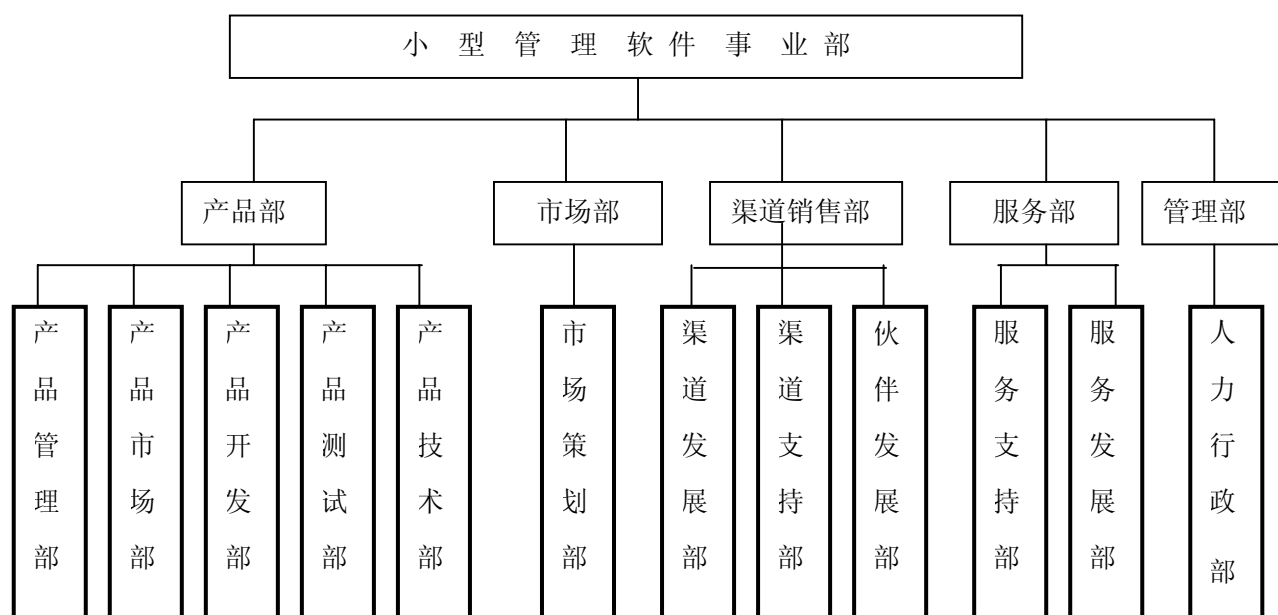 小型管理软件事业部
产品部
市场部
渠道销售部
服务部
管理部
产品管理部
产品市场部
产品开发部
产品测试部
产品技术部
市场策划部
渠道发展部
渠道支持部
伙伴发展部
服务支持部
服务发展部
人力行政部